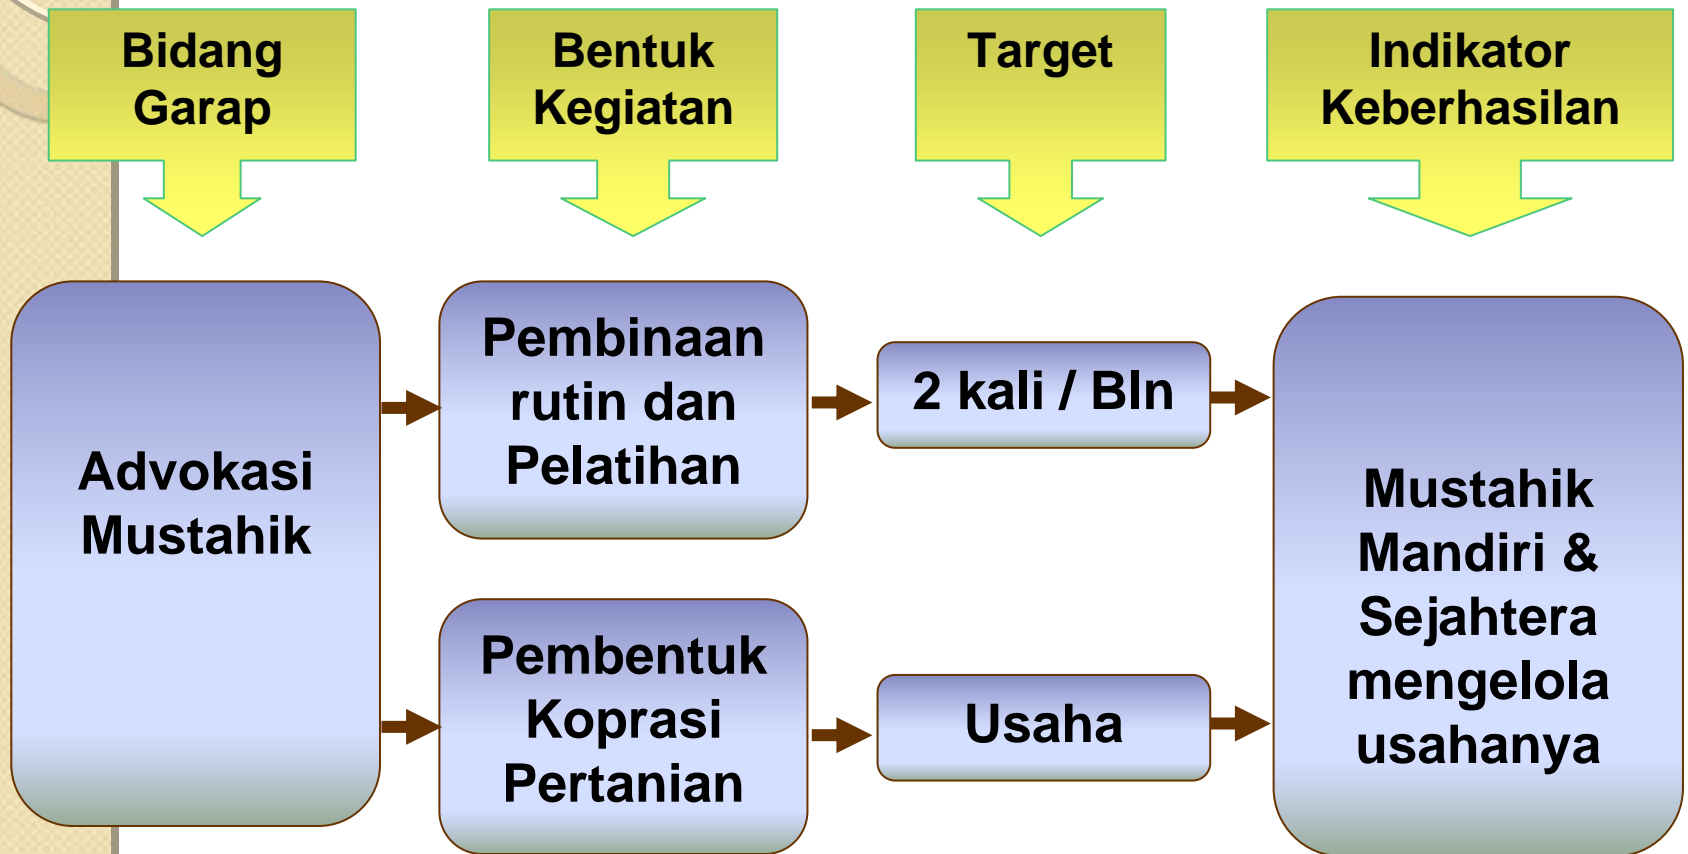 Bidang
Garap
Bentuk
Kegiatan
Target
Indikator
Keberhasilan
Advokasi
Mustahik
Pembinaan
rutin dan
Pelatihan
2 kali / Bln
Pembentuk
Koprasi
Pertanian
Usaha
Mustahik
Mandiri &
Sejahtera
mengelola
usahanya